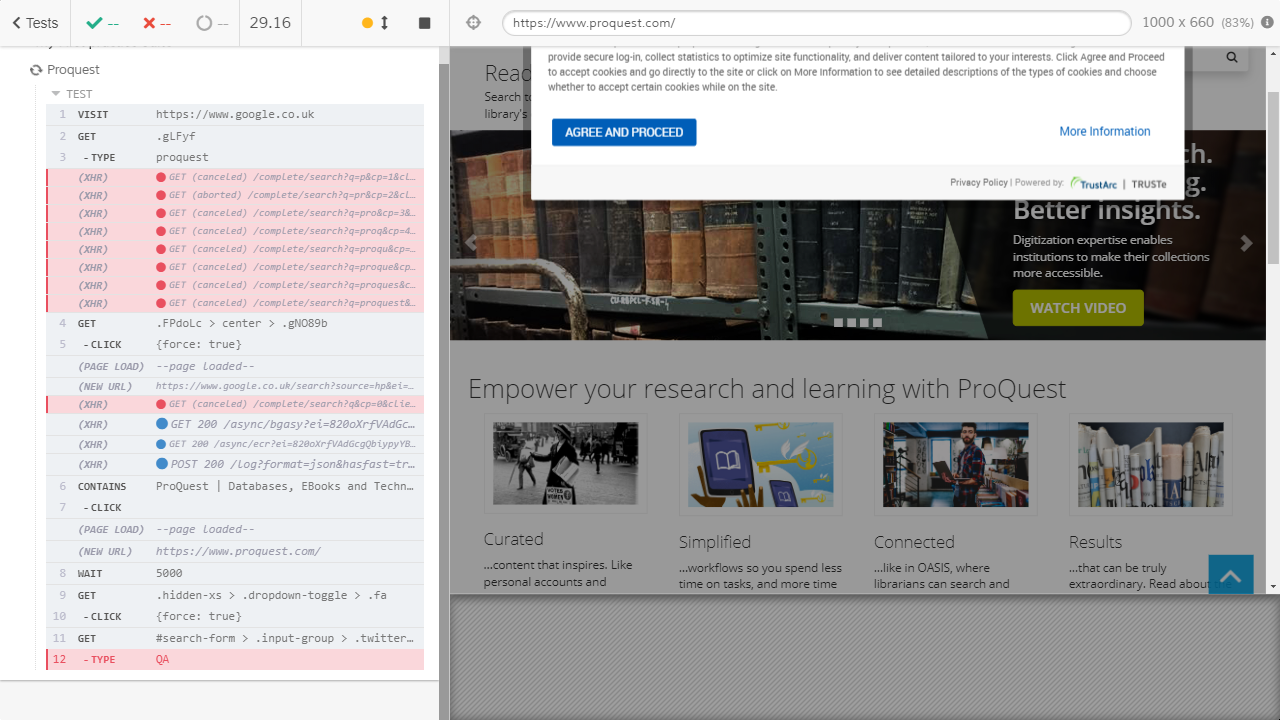 Tests -- -- -- 29.16
https://www.proquest.com/ 1000 x 660 (83%)
Proquest
TEST
1 VISIT https://www.google.co.uk
2 GET .gLFyf
3 - TYPE proquest
(XHR) GET (canceled) /complete/search?q=p&cp=1&cl...
(XHR) GET (aborted) /complete/search?q=pr&cp=2&cl...
(XHR) GET (canceled) /complete/search?q=pro&cp=3&...
(XHR) GET (canceled) /complete/search?q=proq&cp=4...
(XHR) GET (canceled) /complete/search?q=proqu&cp=...
(XHR) GET (canceled) /complete/search?q=proque&cp...
(XHR) GET (canceled) /complete/search?q=proques&c...
(XHR) GET (canceled) /complete/search?q=proquest&...
4 GET .FPdoLc > center > .gNO89b
5 - CLICK {force: true}
(PAGE LOAD) --page loaded--
(NEW URL) https://www.google.co.uk/search?source=hp&ei=...
(XHR) GET (canceled) /complete/search?q&cp=0&clie...
(XHR) GET 200 /async/bgasy?ei=820oXrfVAdGc...
(XHR) GET 200 /async/ecr?ei=820oXrfVAdGcgQbiypyYB...
(XHR) POST 200 /Log?format=json&hasfast=tr...
6 CONTAINS ProQuest | Databases, EBooks and Techn...
7 - CLICK
(PAGE LOAD) --page loaded--
(NEW URL) https://www.proquest.com/
8 WAIT 5000
9 GET .hidden-xs > .dropdown-toggle > .fa
10 - CLICK {force: true}
11 GET #search-form > .input-group > .twitter...
12 - TYPE QA
provide secure log-in, collect statistics to optimize site functionality, and deliver content tailored to your interests. Click Agree and Proceed
to accept cookies and go directly to the site or click on More Information to see detailed descriptions of the types of cookies and choose
whether to accept certain cookies while on the site.
AGREE AND PROCEED
More Information
Privacy Policy | Powered by: TrustArc | TRUSTe
Read
Search to
library's
ch.
g.
Better insights.
Digitization expertise enables
institutions to make their collections
more accessible.
WATCH VIDEO
Empower your research and learning with ProQuest
Curated
...content that inspires. Like
personal accounts and
Simplified
...workflows so you spend less
time on tasks, and more time
Connected
...like in OASIS, where
librarians can search and
Results
...that can be truly
extraordinary. Read about